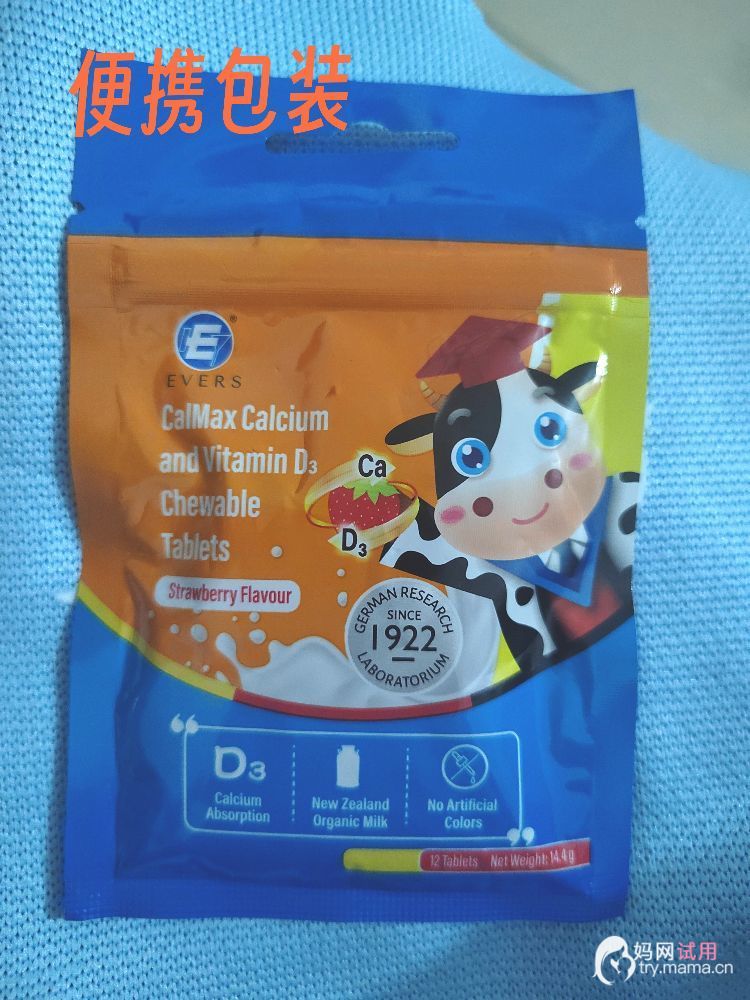 便携包装
E
EVERS
CalMax Calcium
and Vitamin D₃
Chewable
Tablets
Strawberry Flavour
Ca
D₃
GERMAN RESEARCH
SINCE
1922
LABORATORIUM
D₃
Calcium
Absorption
New Zealand
Organic Milk
No Artificial
Colors
12 Tablets Net Weight: 14.4g
妈网试用
try.mama.cn